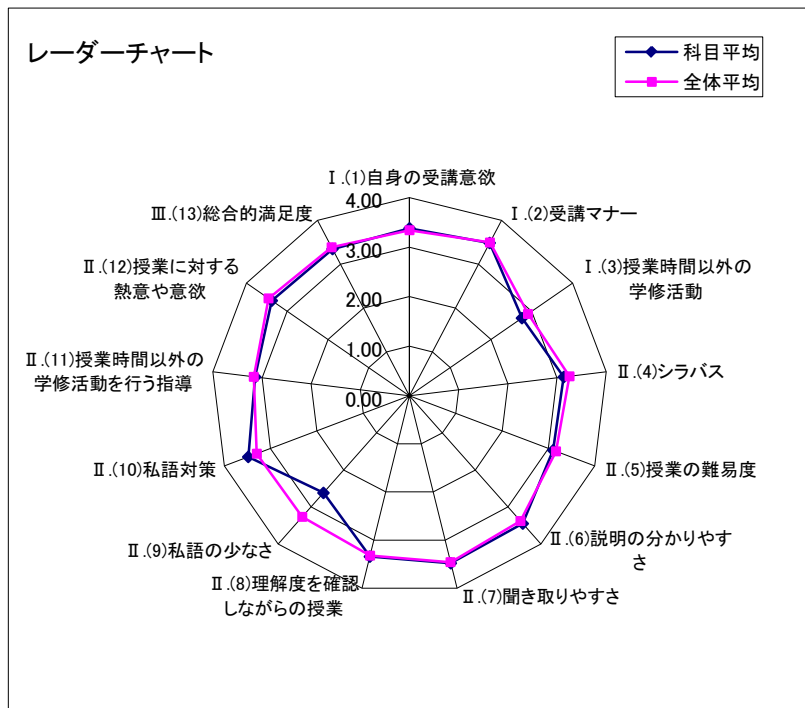 レーダーチャート
科目平均
全体平均
Ⅰ.(1)自身の受講意欲
Ⅰ.(2)受講マナー
Ⅰ.(3)授業時間以外の
学修活動
Ⅱ.(4)シラバス
Ⅱ.(5)授業の難易度
Ⅱ.(6)説明の分かりやす
さ
Ⅱ.(7)聞き取りやすさ
Ⅱ.(8)理解度を確認
しながらの授業
Ⅱ.(9)私語の少なさ
Ⅱ.(10)私語対策
Ⅱ.(11)授業時間以外の
学修活動を行う指導
Ⅱ.(12)授業に対する
熱意や意欲
Ⅲ.(13)総合的満足度
4.00
3.00
2.00
1.00
0.00